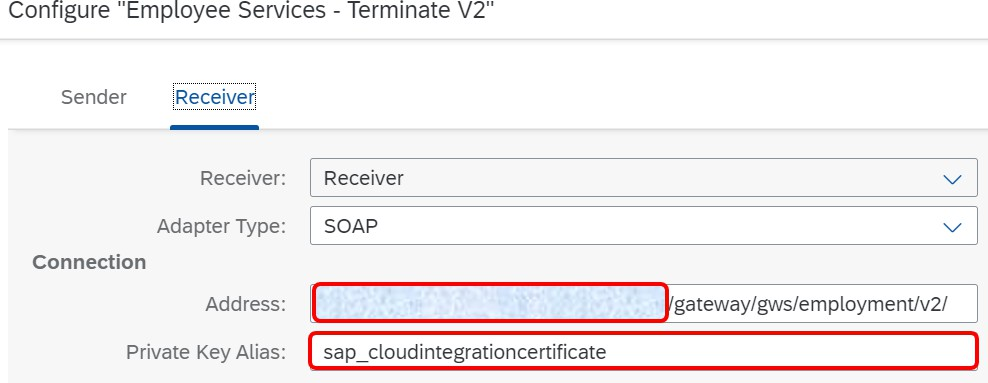 Configure "Employee Services - Terminate V2"
Sender Receiver
Receiver: Receiver
Adapter Type: SOAP
Connection
Address: /gateway/gws/employment/v2/
Private Key Alias: sap_cloudintegrationcertificate